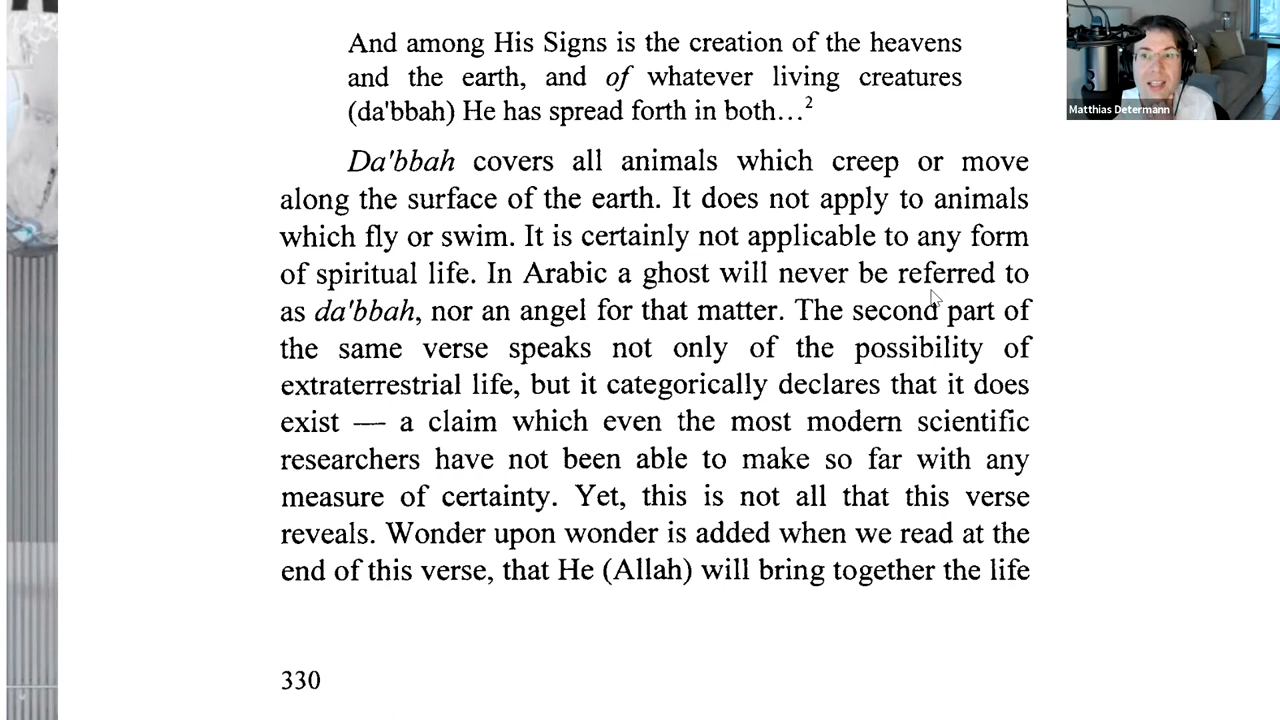 And among His Signs is the creation of the heavens
and the earth, and of whatever living creatures
(da'bbah) He has spread forth in both...2
Matthias Determann
Da'bbah covers all animals which creep or move
along the surface of the earth. It does not apply to animals
which fly or swim. It is certainly not applicable to any form
of spiritual life. In Arabic a ghost will never be referred to
as da'bbah, nor an angel for that matter. The second part of
the same verse speaks not only of the possibility of
extraterrestrial life, but it categorically declares that it does
exist — a claim which even the most modern scientific
researchers have not been able to make so far with any
measure of certainty. Yet, this is not all that this verse
reveals. Wonder upon wonder is added when we read at the
end of this verse, that He (Allah) will bring together the life
330